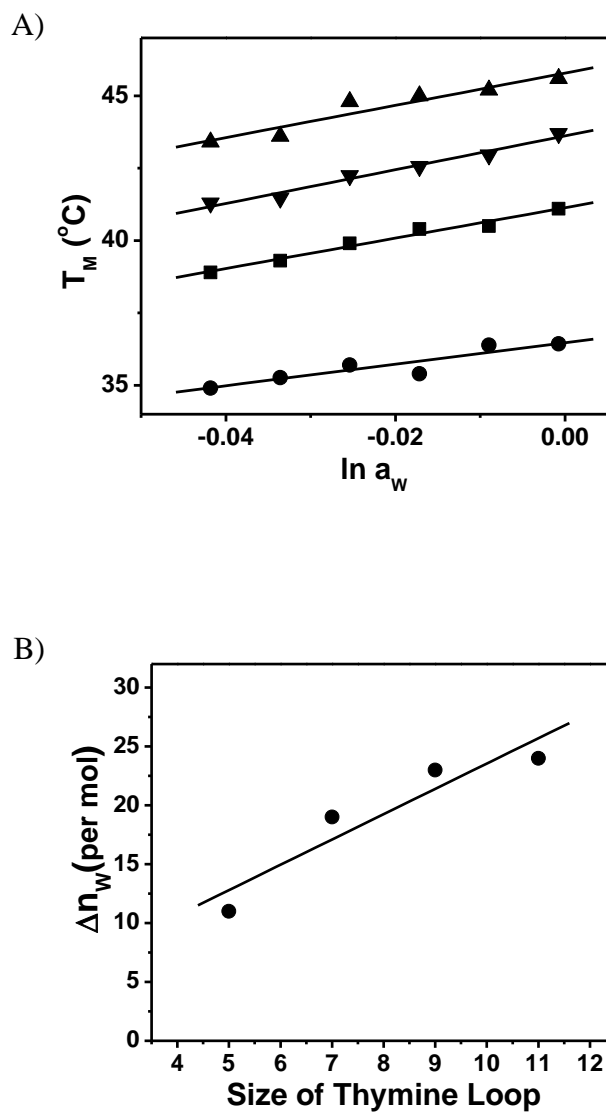 A)
45
40
35
T_M (°C)
-0.04 -0.02 0.00
ln a_W
B)
30
25
20
15
10
5
0
Δn_W(per mol)
4 5 6 7 8 9 10 11 12
Size of Thymine Loop